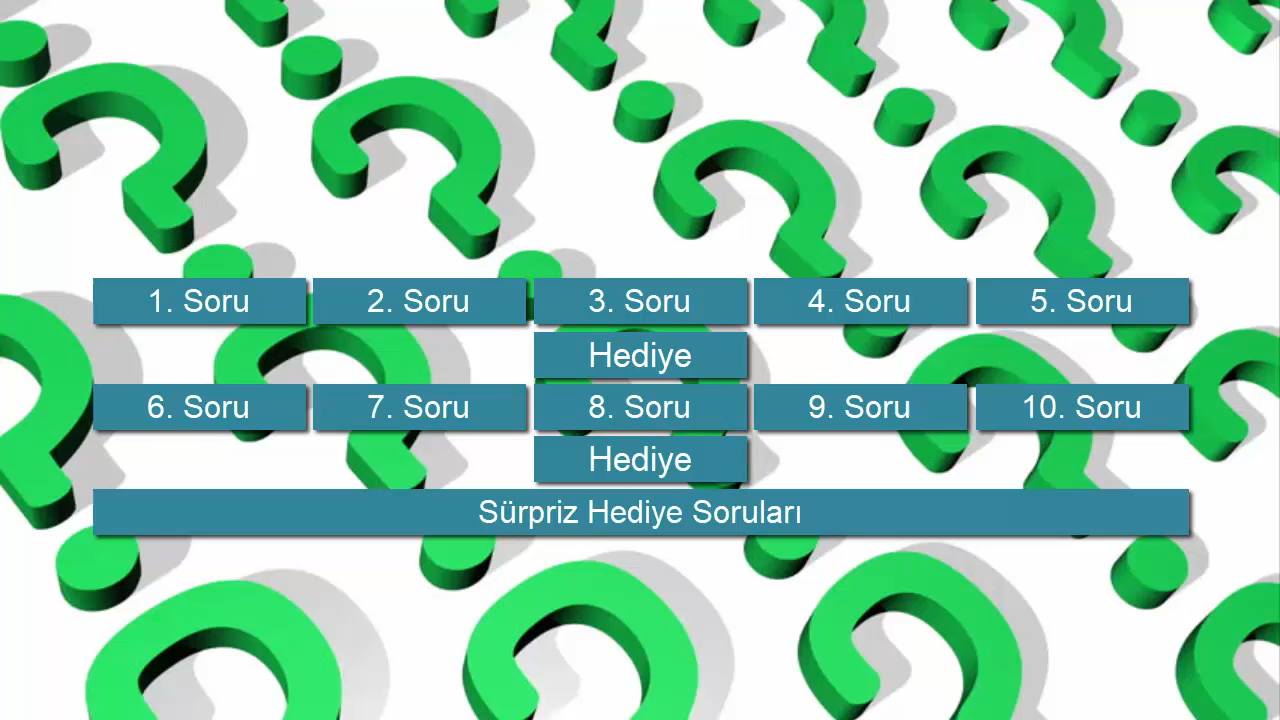 1. Soru 2. Soru 3. Soru 4. Soru 5. Soru
Hediye
6. Soru 7. Soru 8. Soru 9. Soru 10. Soru
Hediye
Sürpriz Hediye Soruları